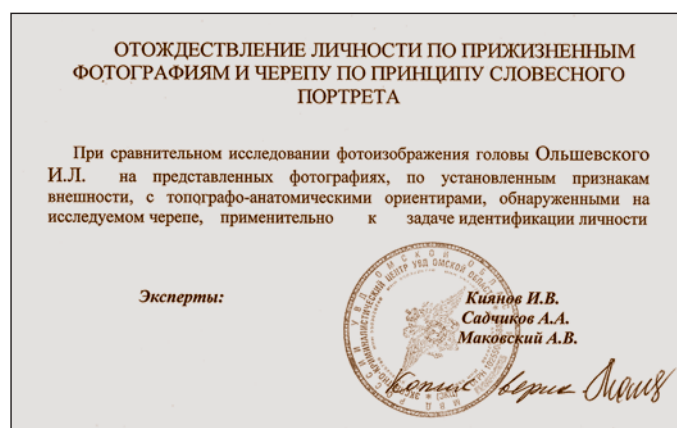 ОТОЖДЕСТВЛЕНИЕ ЛИЧНОСТИ ПО ПРИЖИЗНЕННЫМ
ФОТОГРАФИЯМ И ЧЕРЕПУ ПО ПРИНЦИПУ СЛОВЕСНОГО
ПОРТРЕТА
При сравнительном исследовании фотоизображения головы Ольшевского
И.Л. на представленных фотографиях, по установленным признакам
внешности, с топографо-анатомическими ориентирами, обнаруженными на
исследуемом черепе, применительно к задаче идентификации личности
Эксперты:
Киянов И.В.
Садчиков А.А.
Маковский А.В.
Копия верна